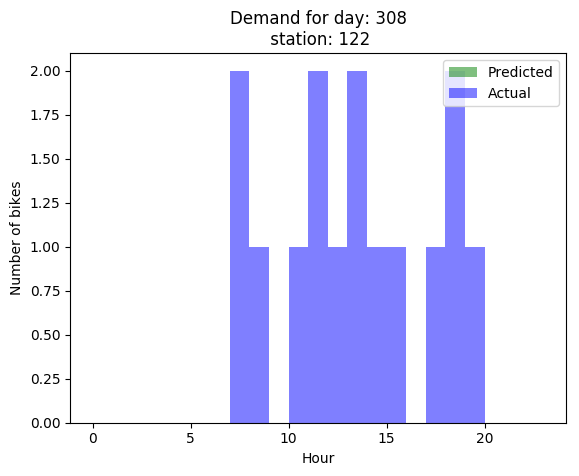 Demand for day: 308
station: 122
Predicted
Actual
2.00
1.75
1.50
1.25
1.00
0.75
0.50
0.25
0.00
Number of bikes
0 5 10 15 20
Hour